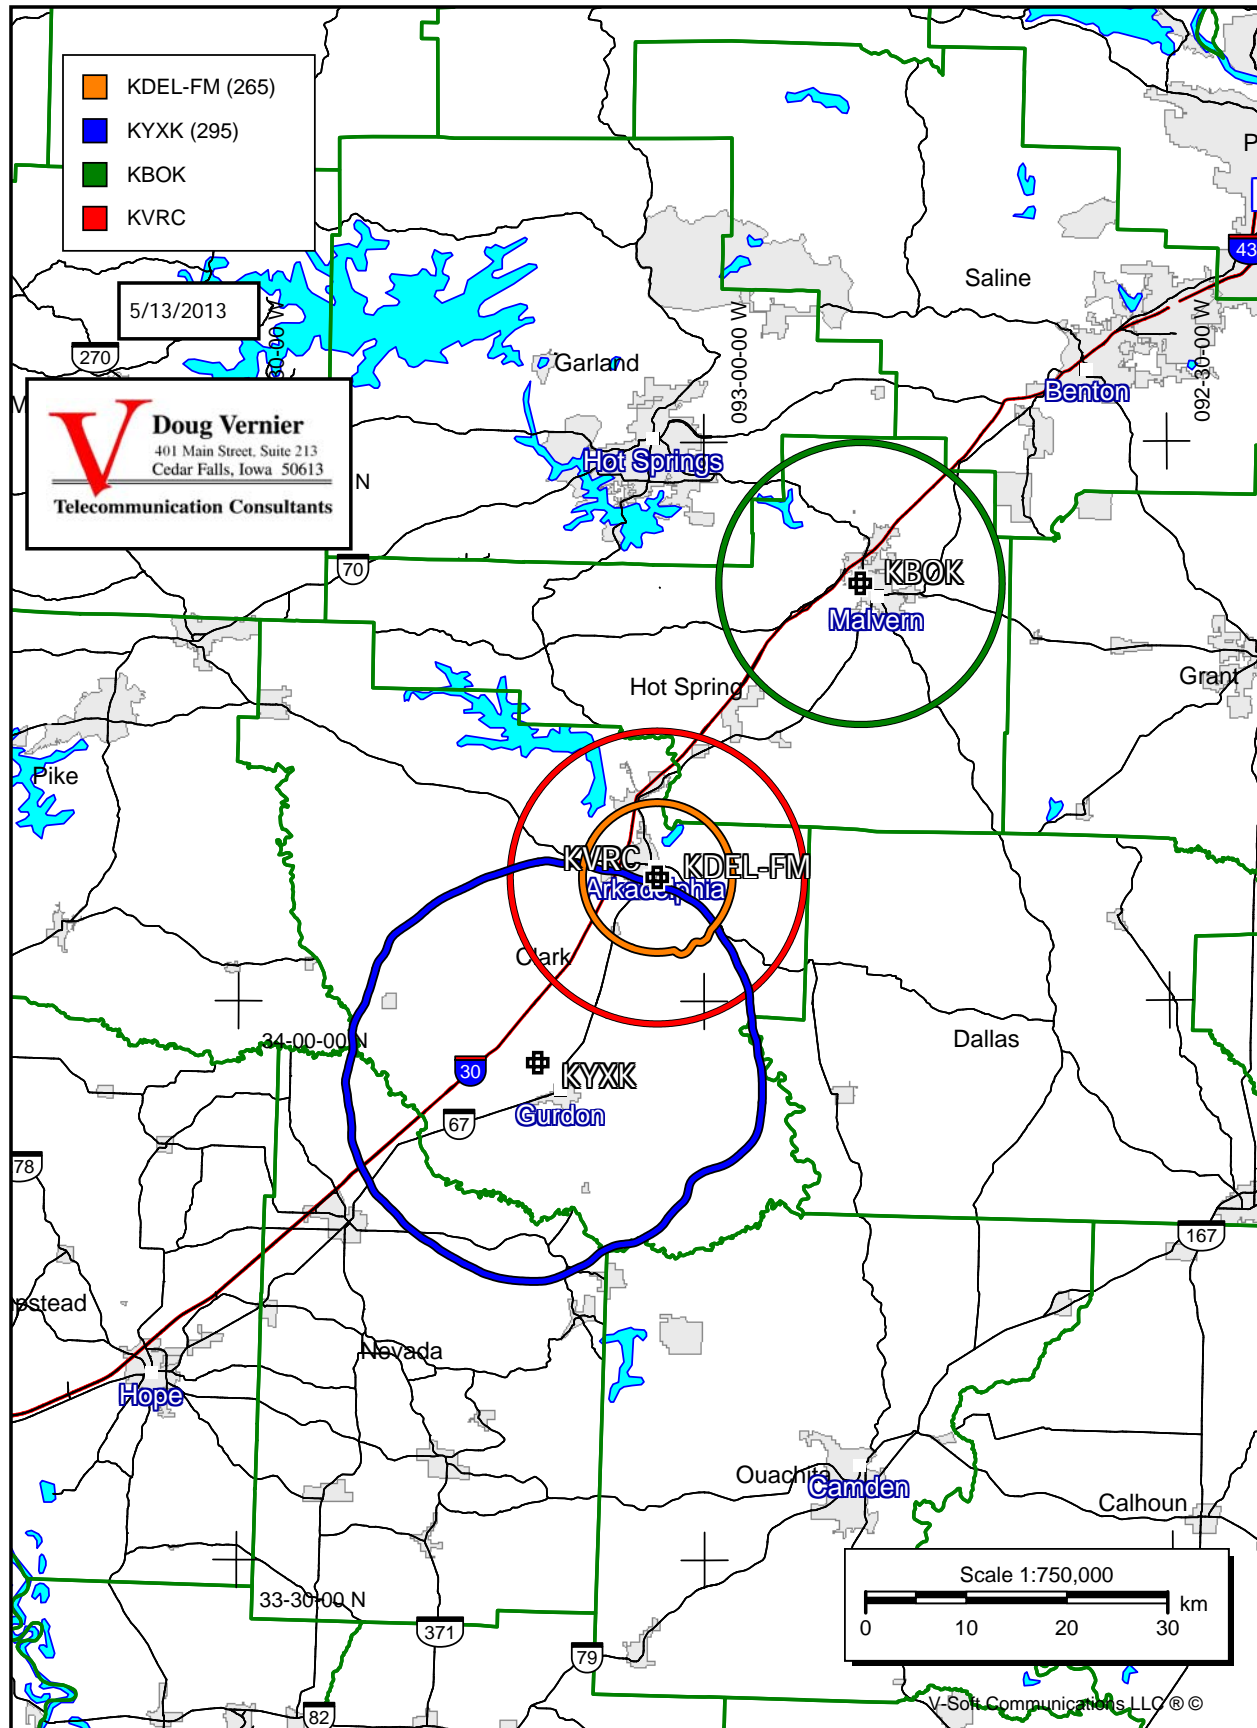 KDEL-FM (265)
KYXK (295)
KBOK
KVRC
5/13/2013
Doug Vernier
401 Main Street, Suite 213
Cedar Falls, Iowa 50613
Telecommunication Consultants
270
Saline
43
093-00-00 W
092-30-00 W
30-00 W
Garland
Benton
Hot Springs
N
70
KBOK
Malvern
Hot Spring
Grant
Pike
KVRC
KDEL-FM
Arkadelphia
Clark
34-00-00 N
Dallas
30
KYXK
Gurdon
67
78
167
pstead
Nevada
Hope
Ouachita
Camden
Calhoun
33-30-00 N
371
79
82
Scale 1:750,000
km
0 10 20 30
V-Soft Communications LLC ® ©